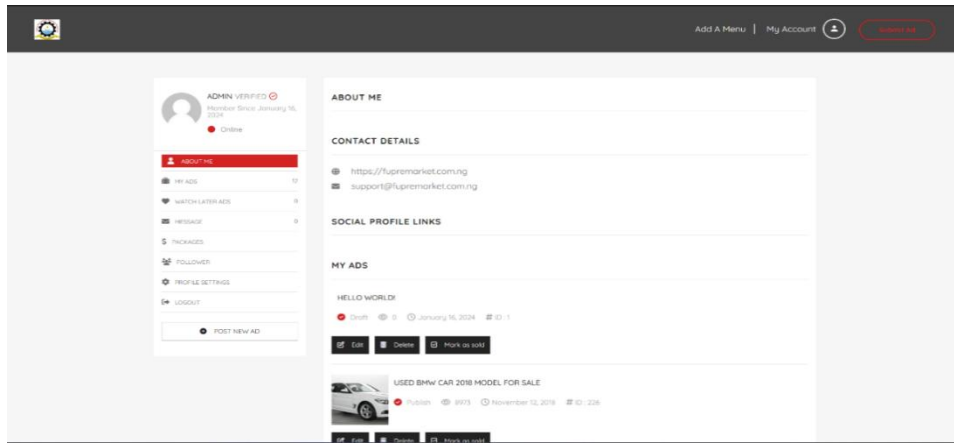 Add A Menu | My Account
ADMIN VERIFIED
Member Since January 16,
2024
Online
ABOUT ME
MY ADS 12
WATCH LATER ADS 0
MESSAGE 0
$ PACKAGES
FOLLOWER
PROFILE SETTINGS
LOGOUT
POST NEW AD
ABOUT ME
CONTACT DETAILS
https://fupremarket.com.ng
support@fupremarket.com.ng
SOCIAL PROFILE LINKS
MY ADS
HELLO WORLD!
Draft 0 January 16, 2024 # ID : 1
Edit Delete Mark as sold
USED BMW CAR 2018 MODEL FOR SALE
Publish 8973 November 12, 2019 # ID : 226
Edit Delete Mark as sold